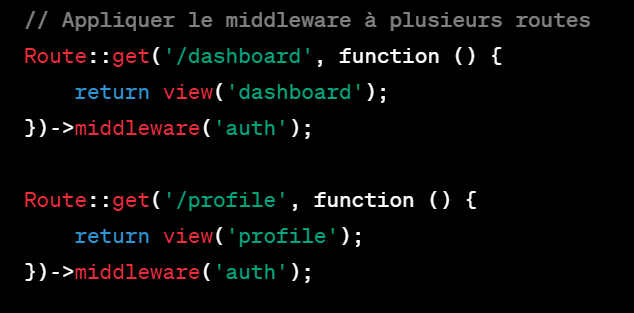 // Appliquer le middleware à plusieurs routes
Route::get('/dashboard', function () {
    return view('dashboard');
})->middleware('auth');

Route::get('/profile', function () {
    return view('profile');
})->middleware('auth');